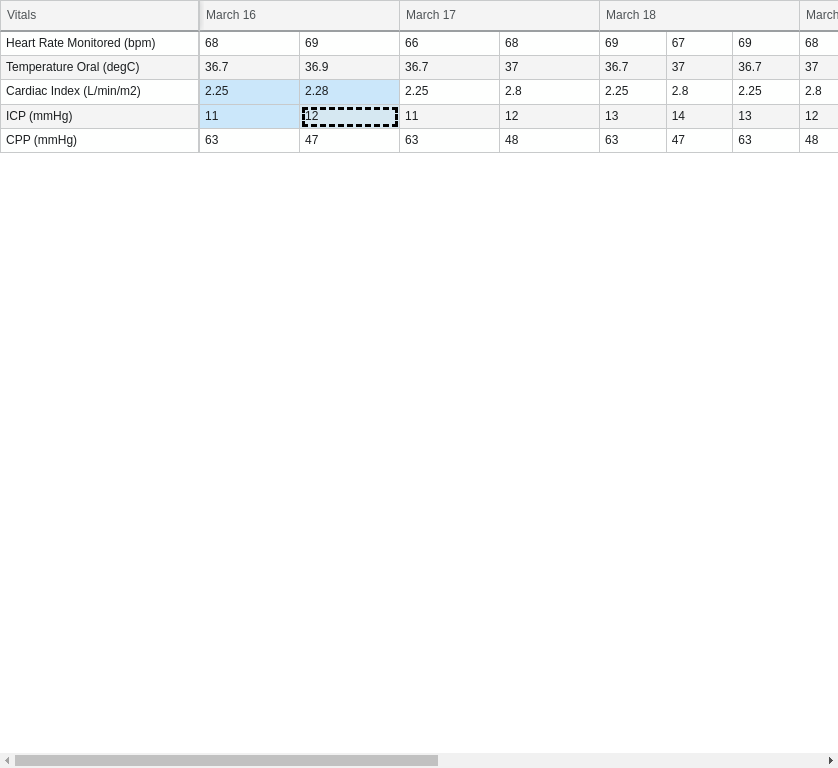 Vitals March 16 March 17 March 18 March
Heart Rate Monitored (bpm) 68 69 66 68 69 67 69 68
Temperature Oral (degC) 36.7 36.9 36.7 37 36.7 37 36.7 37
Cardiac Index (L/min/m2) 2.25 2.28 2.25 2.8 2.25 2.8 2.25 2.8
ICP (mmHg) 11 12 11 12 13 14 13 12
CPP (mmHg) 63 47 63 48 63 47 63 48